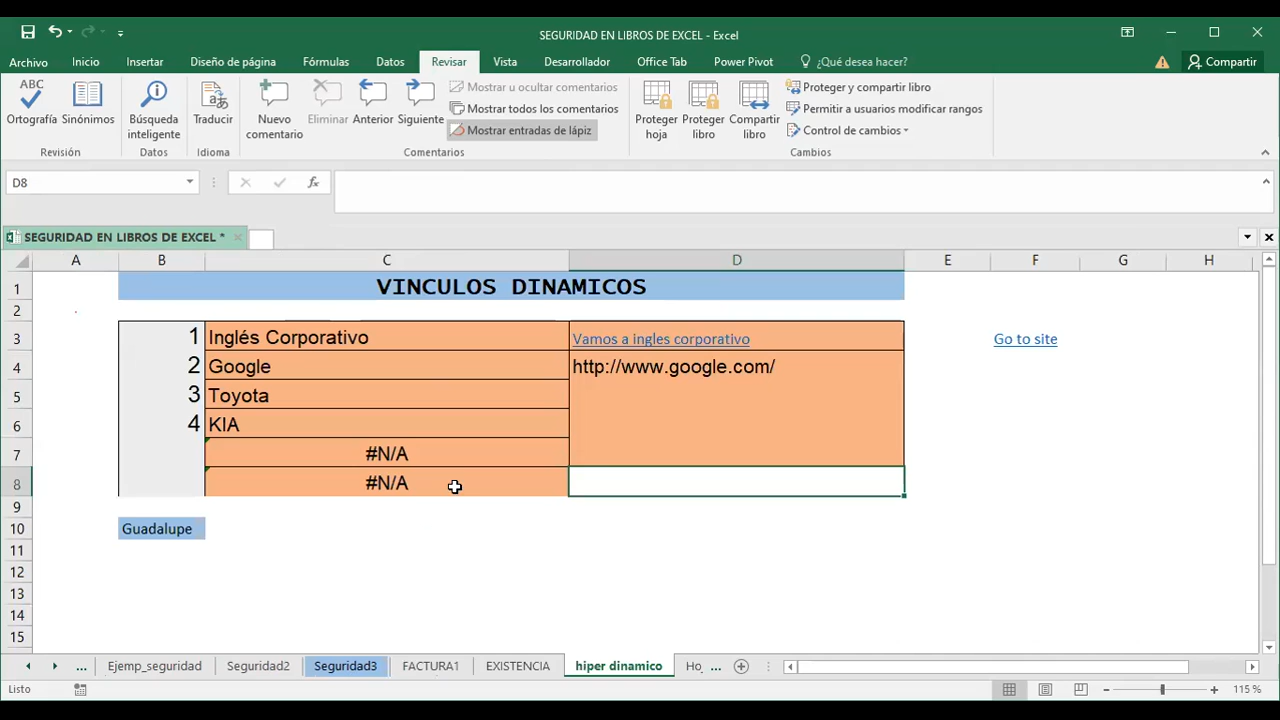 SEGURIDAD EN LIBROS DE EXCEL - Excel
Archivo Inicio Insertar Diseño de página Fórmulas Datos Revisar Vista Desarrollador Office Tab Power Pivot ¿Qué desea hacer? Compartir
ABC
Ortografía Sinónimos
Revisión
Búsqueda inteligente
Datos
Traducir
Idioma
Nuevo comentario
Eliminar
Anterior
Siguiente
Mostrar u ocultar comentarios
Mostrar todos los comentarios
Mostrar entradas de lápiz
Comentarios
Proteger hoja
Proteger libro
Compartir libro
Proteger y compartir libro
Permitir a usuarios modificar rangos
Control de cambios
Cambios
D8 fx
SEGURIDAD EN LIBROS DE EXCEL *
A B C D E F G H
1 VINCULOS DINAMICOS
2
3 1 Inglés Corporativo Vamos a ingles corporativo Go to site
4 2 Google http://www.google.com/
5 3 Toyota
6 4 KIA
7 #N/A
8 #N/A
9
10 Guadalupe
11
12
13
14
15
... Ejemp_seguridad Seguridad2 Seguridad3 FACTURA1 EXISTENCIA hiper dinamico Ho ...
Listo 115 %